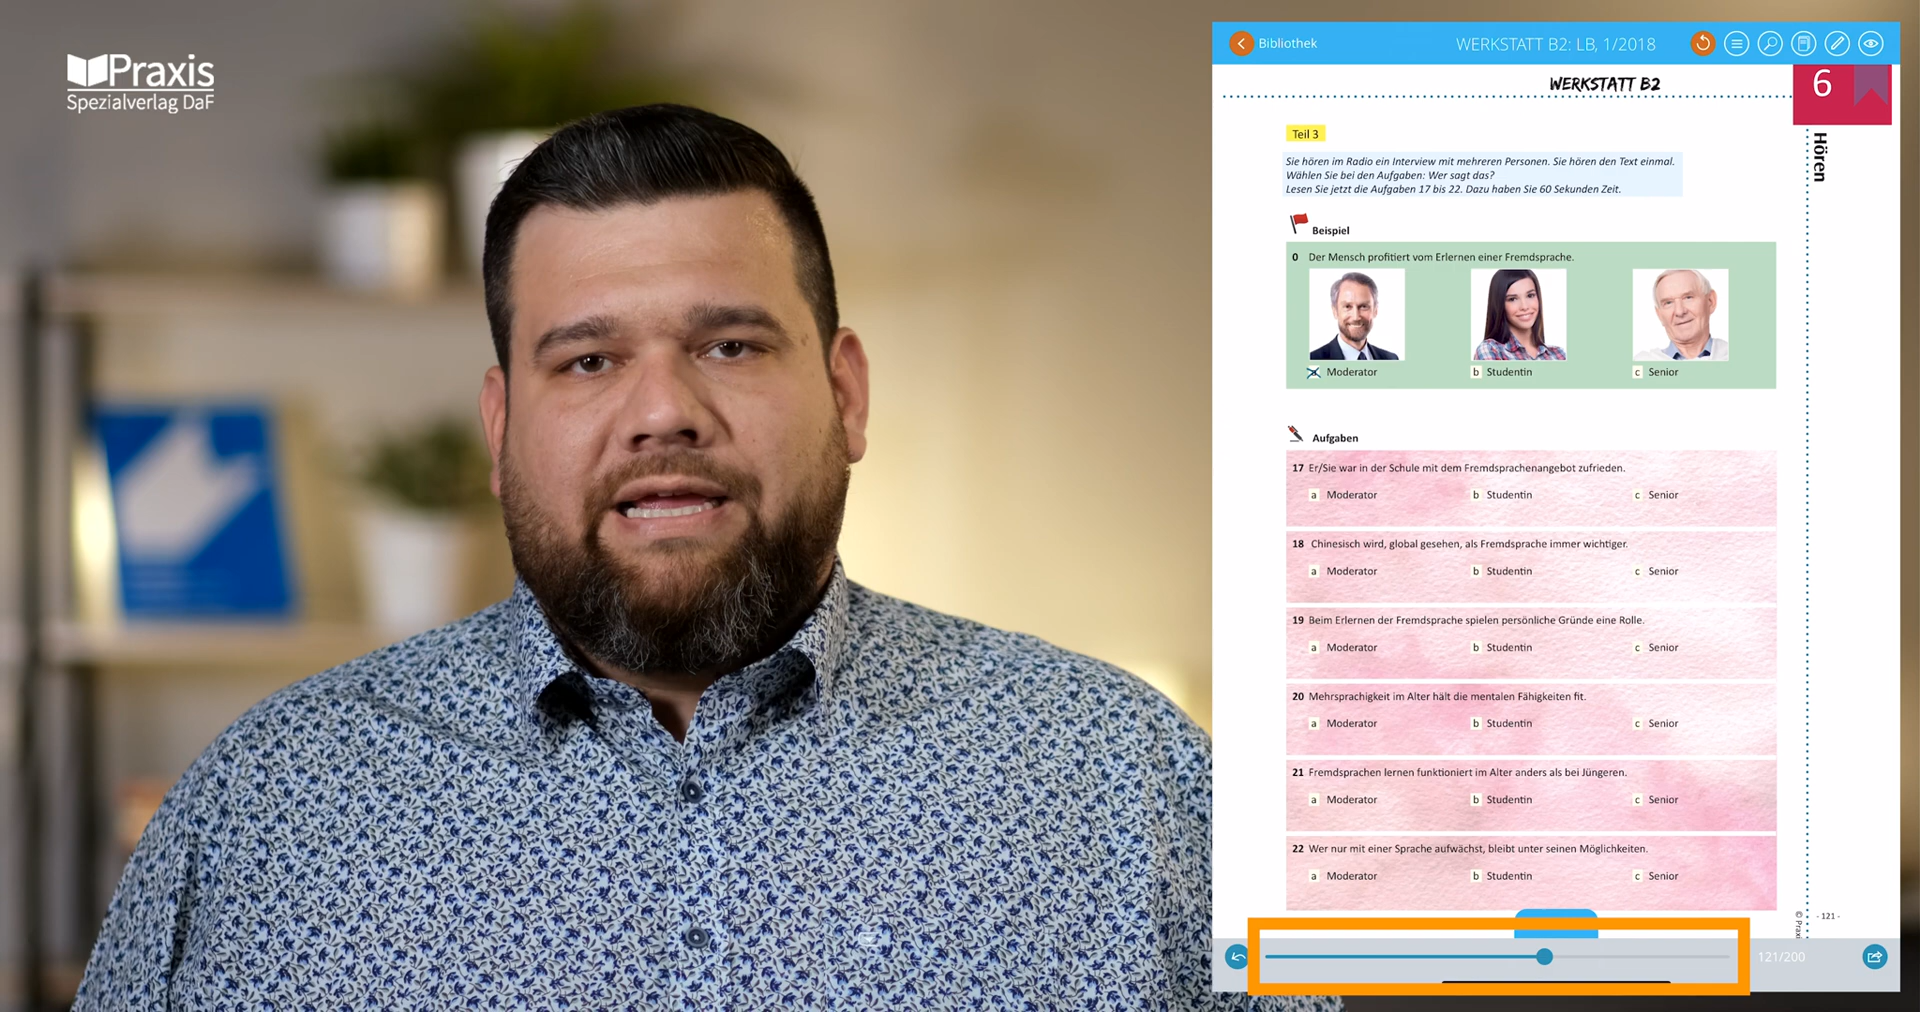 Praxis
Spezialverlag DaF
Bibliothek
WERKSTATT B2: LB, 1/2018
WERKSTATT B2
6
Hören
Teil 3
Sie hören im Radio ein Interview mit mehreren Personen. Sie hören den Text einmal.
Wählen Sie bei den Aufgaben: Wer sagt das?
Lesen Sie jetzt die Aufgaben 17 bis 22. Dazu haben Sie 60 Sekunden Zeit.
Beispiel
0 Der Mensch profitiert vom Erlernen einer Fremdsprache.
a Moderator b Studentin c Senior
Aufgaben
17 Er/Sie war in der Schule mit dem Fremdsprachenangebot zufrieden.
a Moderator b Studentin c Senior
18 Chinesisch wird, global gesehen, als Fremdsprache immer wichtiger.
a Moderator b Studentin c Senior
19 Beim Erlernen der Fremdsprache spielen persönliche Gründe eine Rolle.
a Moderator b Studentin c Senior
20 Mehrsprachigkeit im Alter hält die mentalen Fähigkeiten fit.
a Moderator b Studentin c Senior
21 Fremdsprachen lernen funktioniert im Alter anders als bei Jüngeren.
a Moderator b Studentin c Senior
22 Wer nur mit einer Sprache aufwächst, bleibt unter seinen Möglichkeiten.
a Moderator b Studentin c Senior
© Praxi
- 121 -
121/200